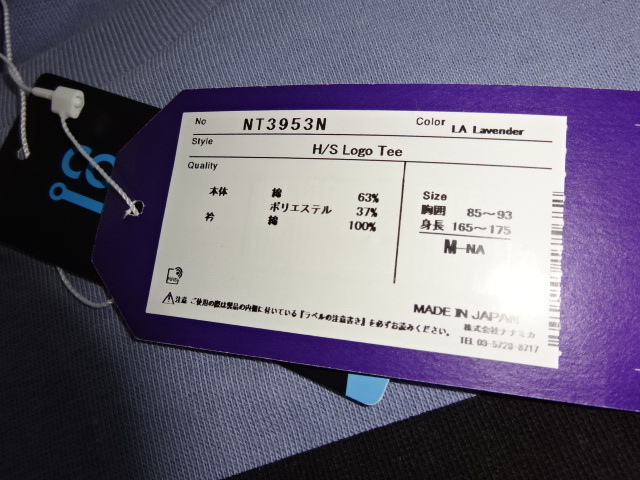 No NT3953N Color LA Lavender
Style H/S Logo Tee
Quality
本体 綿 63%
ポリエステル 37%
衿 綿 100%
Size
胸囲 85～93
身長 165～175
M-NA
⚠注意 ご使用の際は製品の内側に付いている『ラベルの注意書き』を必ずお読みください。
MADE IN JAPAN
株式会社ナナミカ
TEL 03-5728-8717